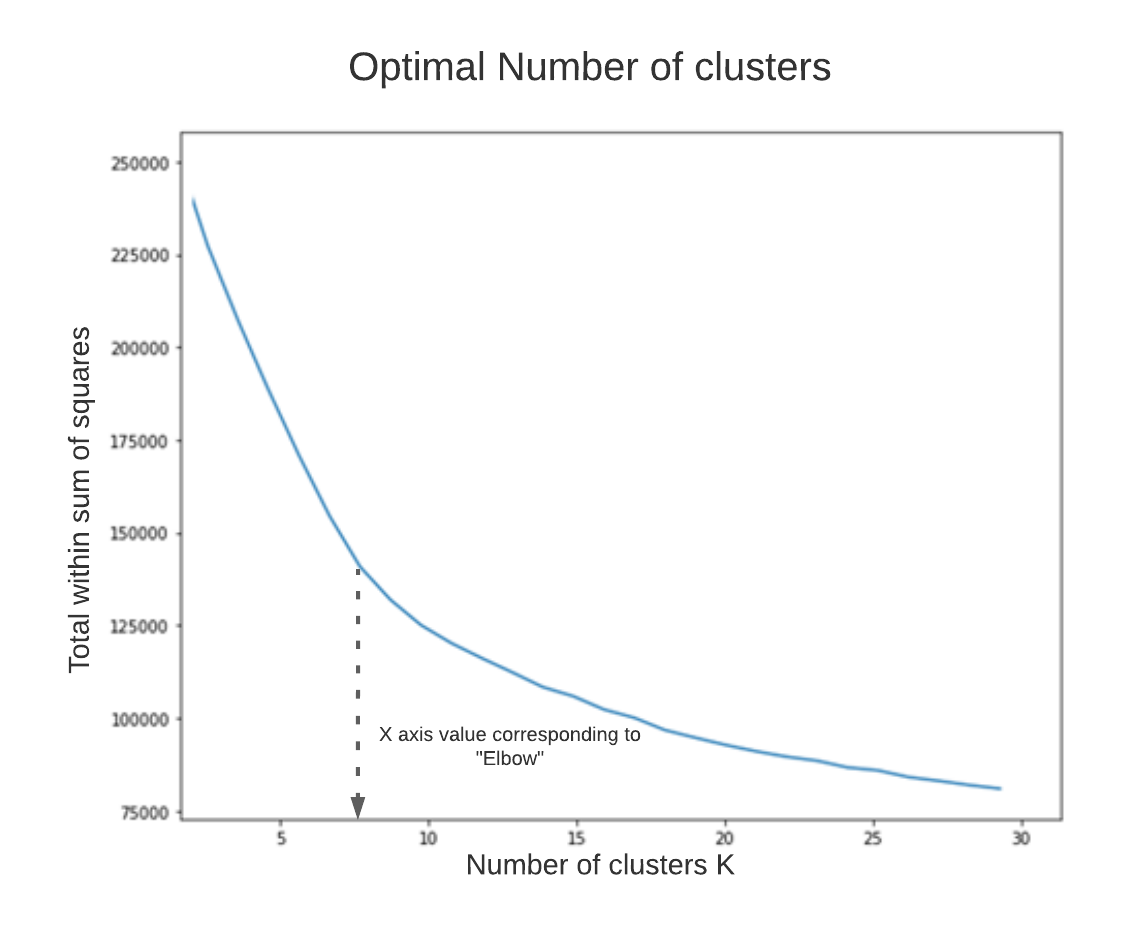 Optimal Number of clusters
250000
225000
200000
175000
150000
125000
100000
75000
Total within sum of squares
X axis value corresponding to
"Elbow"
5 10 15 20 25 30
Number of clusters K